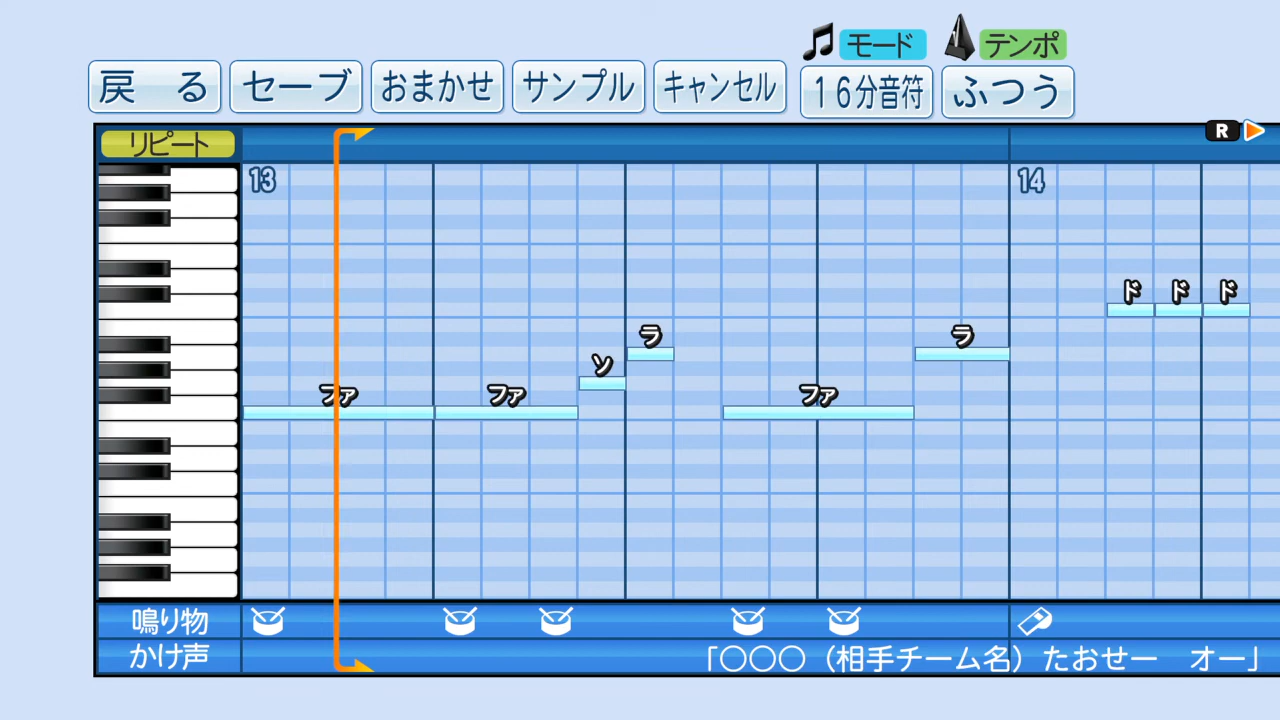 モード テンポ
戻 る セーブ おまかせ サンプル キャンセル 16分音符 ふつう
リピート R
13 14
ド ド ド
ラ ラ
ソ
ファ ファ ファ
鳴り物
かけ声 「○○○（相手チーム名）たおせー オー」